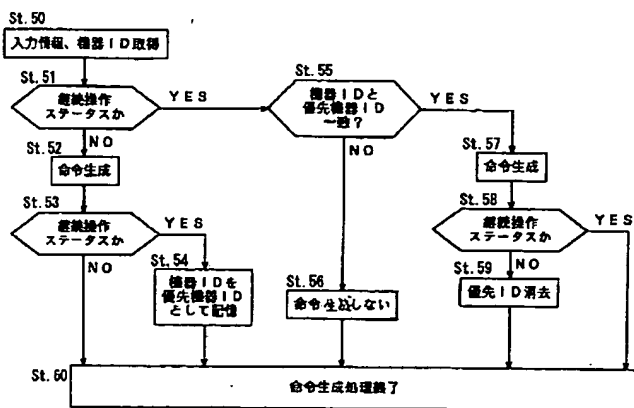 St.50
入力情報、機器ID取得
St.51
継続操作
ステータスか
YES
NO
St.52
命令生成
St.53
継続操作
ステータスか
YES
NO
St.54
機器IDを
優先機器ID
として記憶
St.55
機器IDと
優先機器ID
一致?
YES
NO
St.56
命令生成しない
St.57
命令生成
St.58
継続操作
ステータスか
YES
NO
St.59
優先ID消去
St.60
命令生成処理終了